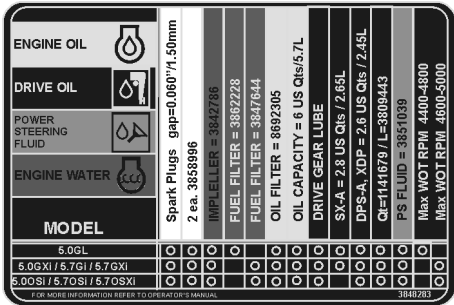 ENGINE OIL
DRIVE OIL
POWER
STEERING
FLUID
ENGINE WATER
MODEL
Spark Plugs gap=0.060"/1.50mm
2 ea. 3858996
IMPLELLER = 3842786
FUEL FILTER = 3862228
FUEL FILTER = 3847644
OIL FILTER = 8692305
OIL CAPACITY = 6 US Qts/5.7L
DRIVE GEAR LUBE
SX-A = 2.8 US Qts / 2.65L
DPS-A, XDP = 2.6 US Qts / 2.45L
Qt=1141679 / L=3809443
PS FLUID = 3851039
Max WOT RPM 4400-4800
Max WOT RPM 4600-5000
5.0GL
5.0GXi / 5.7Gi / 5.7GXi
5.0OSi / 5.7OSi / 5.7OSXi
FOR MORE INFORMATION REFER TO OPERATOR'S MANUAL
3848283